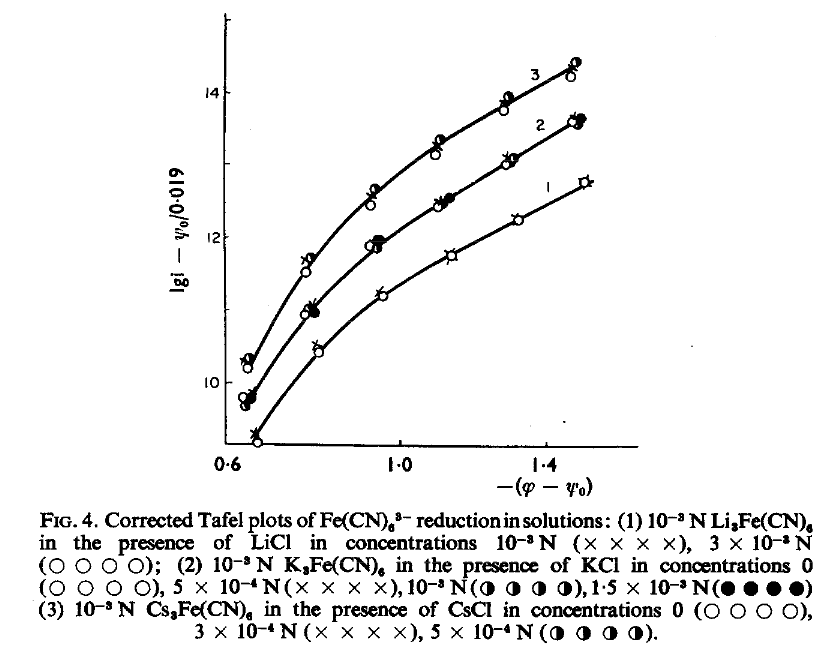 14
12
10
lgi − ψ₀/0·019
3
2
1
0·6
1·0
1·4
−(φ − ψ₀)
FIG. 4. Corrected Tafel plots of Fe(CN)₆³⁻ reduction in solutions: (1) 10⁻³ N Li₃Fe(CN)₆
in the presence of LiCl in concentrations 10⁻³ N (× × × ×), 3 × 10⁻³ N
(○ ○ ○ ○); (2) 10⁻³ N K₃Fe(CN)₆ in the presence of KCl in concentrations 0
(○ ○ ○ ○), 5 × 10⁻⁴ N (× × × ×), 10⁻³ N (◑ ◑ ◑ ◑), 1·5 × 10⁻³ N (● ● ● ●)
(3) 10⁻³ N Cs₃Fe(CN)₆ in the presence of CsCl in concentrations 0 (○ ○ ○ ○),
3 × 10⁻⁴ N (× × × ×), 5 × 10⁻⁴ N (◑ ◑ ◑ ◑).